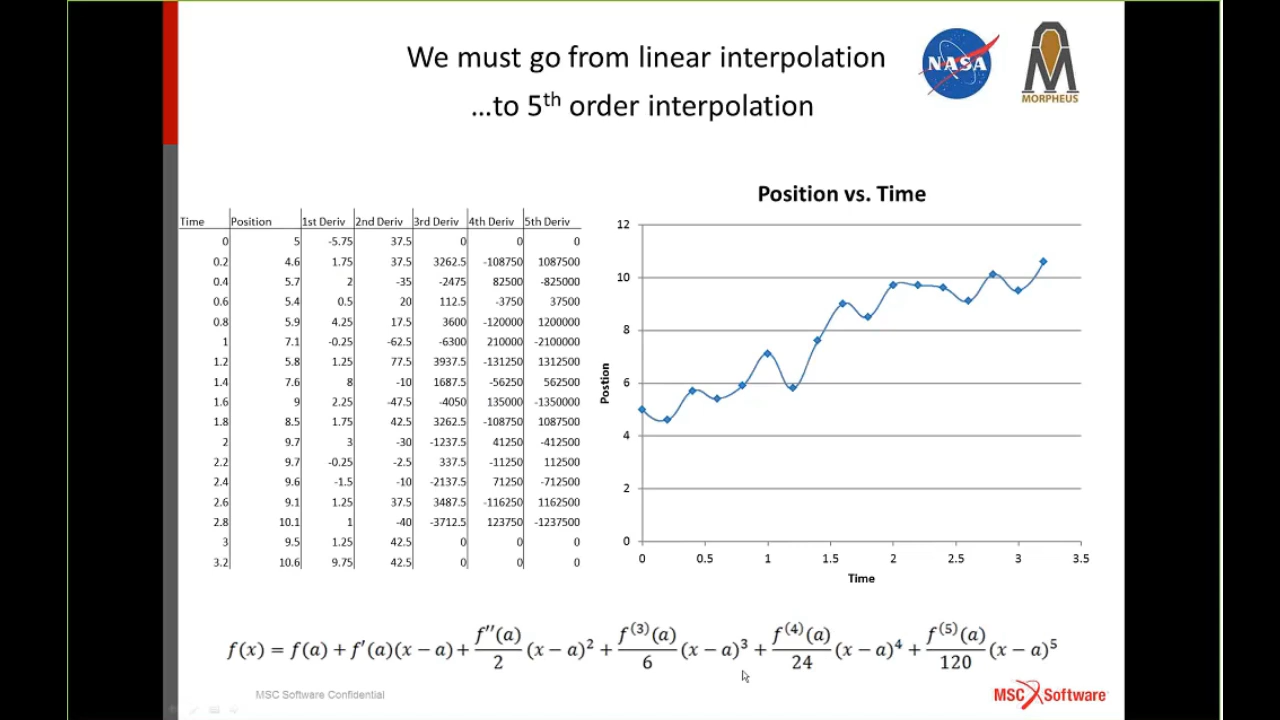 We must go from linear interpolation
…to 5th order interpolation
NASA
MORPHEUS
Time Position 1st Deriv 2nd Deriv 3rd Deriv 4th Deriv 5th Deriv
0 5 -5.75 37.5 0 0 0
0.2 4.6 1.75 37.5 3262.5 -108750 1087500
0.4 5.7 2 -35 -2475 82500 -825000
0.6 5.4 0.5 20 112.5 -3750 37500
0.8 5.9 4.25 17.5 3600 -120000 1200000
1 7.1 -0.25 -62.5 -6300 210000 -2100000
1.2 5.8 1.25 77.5 3937.5 -131250 1312500
1.4 7.6 8 -10 1687.5 -56250 562500
1.6 9 2.25 -47.5 -4050 135000 -1350000
1.8 8.5 1.75 42.5 3262.5 -108750 1087500
2 9.7 3 -30 -1237.5 41250 -412500
2.2 9.7 -0.25 -2.5 337.5 -11250 112500
2.4 9.6 -1.5 -10 -2137.5 71250 -712500
2.6 9.1 1.25 37.5 3487.5 -116250 1162500
2.8 10.1 1 -40 -3712.5 123750 -1237500
3 9.5 1.25 42.5 0 0 0
3.2 10.6 9.75 42.5 0 0 0
Position vs. Time
12
10
8
6
4
2
0
Postion
0 0.5 1 1.5 2 2.5 3 3.5
Time
f(x) = f(a) + f′(a)(x − a) + f″(a)/2 (x − a)² + f⁽³⁾(a)/6 (x − a)³ + f⁽⁴⁾(a)/24 (x − a)⁴ + f⁽⁵⁾(a)/120 (x − a)⁵
MSC Software Confidential
MSC Software